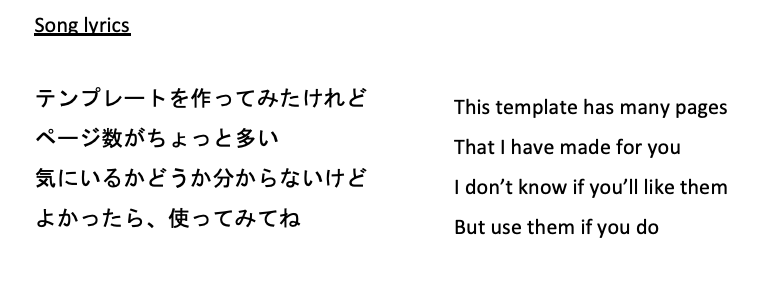 Song lyrics
テンプレートを作ってみたけれど
ページ数がちょっと多い
気にいるかどうか分からないけど
よかったら、使ってみてね
This template has many pages
That I have made for you
I don’t know if you’ll like them
But use them if you do